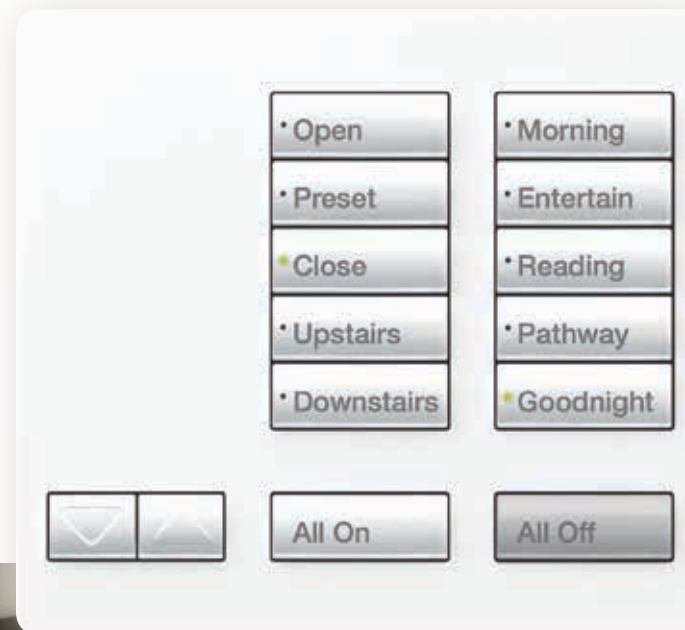 Open
Preset
Close
Upstairs
Downstairs
Morning
Entertain
Reading
Pathway
Goodnight
All On
All Off